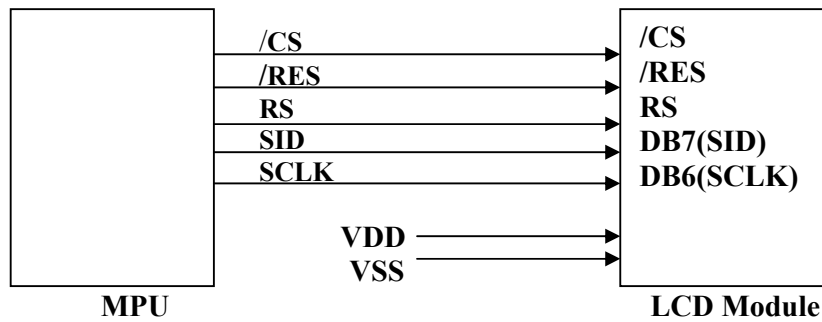 /CS
/RES
RS
SID
SCLK
VDD
VSS
MPU
/CS
/RES
RS
DB7(SID)
DB6(SCLK)
LCD Module